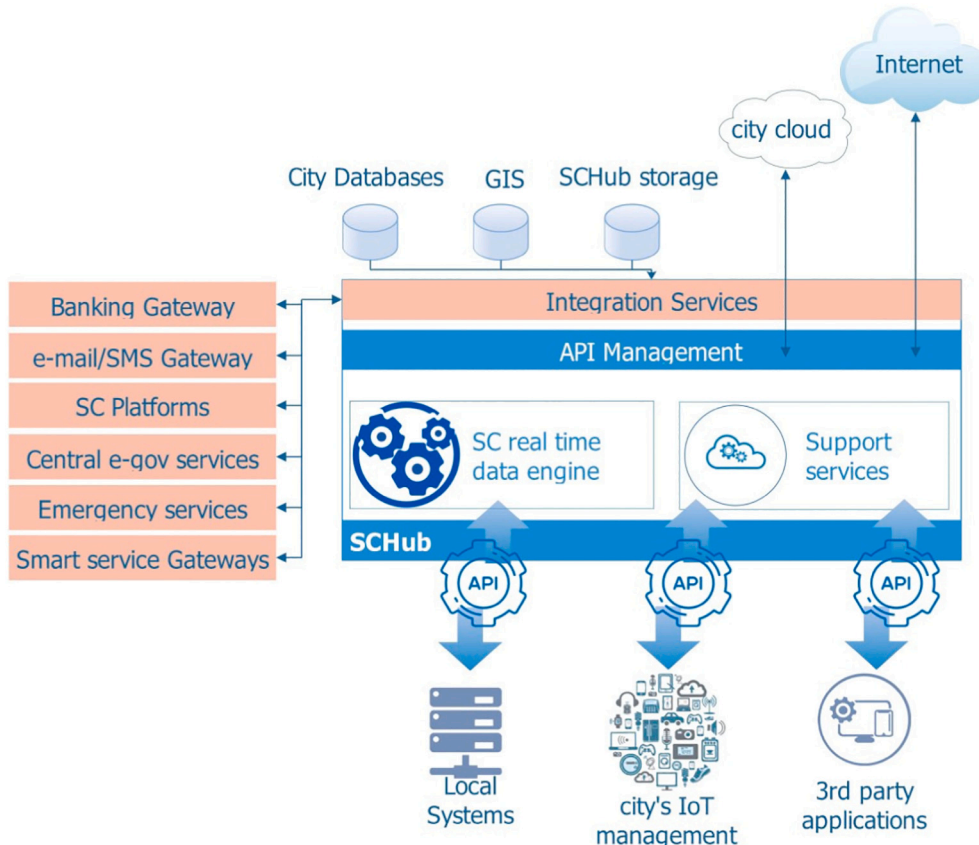 Internet
city cloud
City Databases
GIS
SCHub storage
Banking Gateway
e-mail/SMS Gateway
SC Platforms
Central e-gov services
Emergency services
Smart service Gateways
Integration Services
API Management
SC real time
data engine
Support
services
SCHub
API
API
API
Local
Systems
city's IoT
management
3rd party
applications